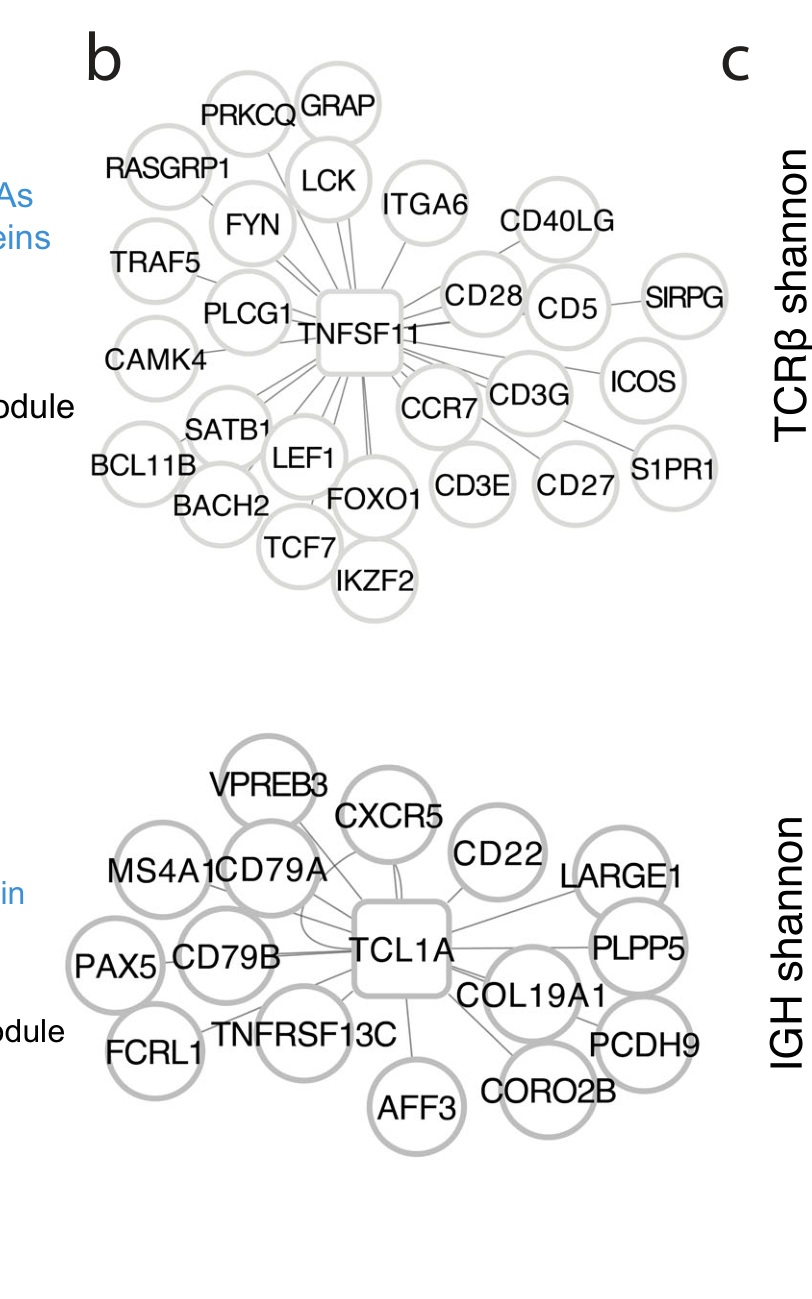 b
c
PRKCQ
GRAP
RASGRP1
LCK
As
ITGA6
FYN
CD40LG
eins
TRAF5
CD28
SIRPG
CD5
PLCG1
TNFSF11
CAMK4
ICOS
CD3G
odule
CCR7
SATB1
LEF1
BCL11B
S1PR1
CD3E
CD27
BACH2
FOXO1
TCF7
IKZF2
TCRβ shannon
VPREB3
CXCR5
CD22
MS4A1
CD79A
LARGE1
in
TCL1A
PLPP5
CD79B
PAX5
COL19A1
odule
TNFRSF13C
FCRL1
PCDH9
CORO2B
AFF3
IGH shannon